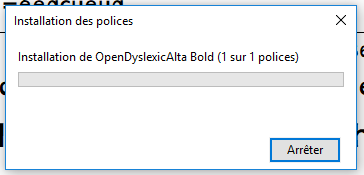 Installation des polices
Installation de OpenDyslexicAlta Bold (1 sur 1 polices)
Arrêter